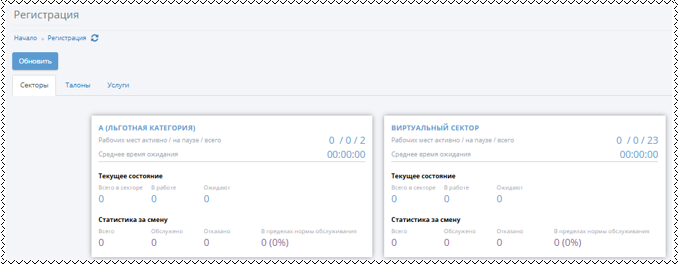 Регистрация
Начало - Регистрация
Обновить
Секторы Талоны Услуги
А (ЛЬГОТНАЯ КАТЕГОРИЯ)
Рабочих мест активно / на паузе / всего 0 / 0 / 2
Среднее время ожидания 00:00:00
Текущее состояние
Всего в секторе В работе Ожидают
0 0 0
Статистика за смену
Всего Обслужено Отказано В пределах нормы обслуживания
0 0 0 0 (0%)
ВИРТУАЛЬНЫЙ СЕКТОР
Рабочих мест активно / на паузе / всего 0 / 0 / 23
Среднее время ожидания 00:00:00
Текущее состояние
Всего в секторе В работе Ожидают
0 0 0
Статистика за смену
Всего Обслужено Отказано В пределах нормы обслуживания
0 0 0 0 (0%)